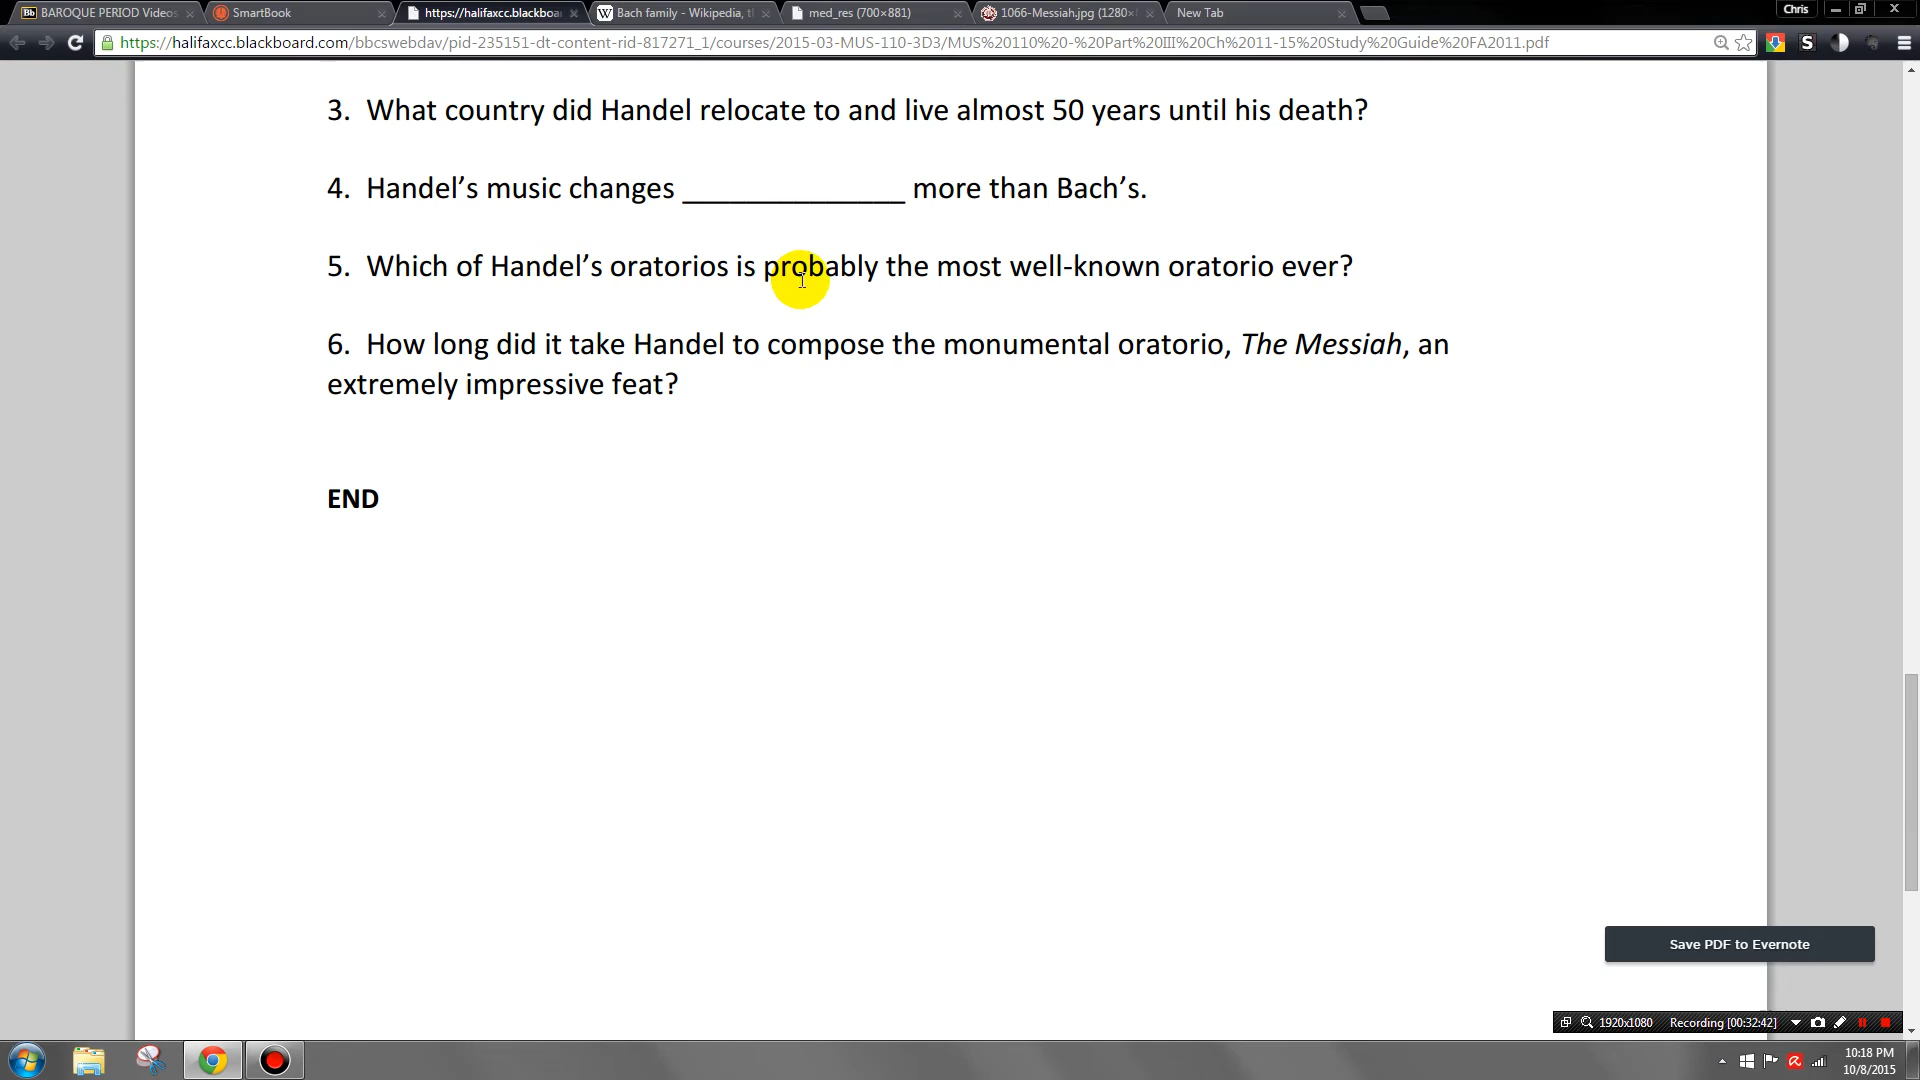 BAROQUE PERIOD Videos
SmartBook
https://halifaxcc.blackboa
Bach family - Wikipedia, t
med_res (700×881)
1066-Messiah.jpg (1280×
New Tab
Chris
https://halifaxcc.blackboard.com/bbcswebdav/pid-235151-dt-content-rid-817271_1/courses/2015-03-MUS-110-3D3/MUS%20110%20-%20Part%20III%20Ch%2011-15%20Study%20Guide%20FA2011.pdf
3. What country did Handel relocate to and live almost 50 years until his death?
4. Handel’s music changes ______________ more than Bach’s.
5. Which of Handel’s oratorios is probably the most well-known oratorio ever?
6. How long did it take Handel to compose the monumental oratorio, The Messiah, an
extremely impressive feat?
END
Save PDF to Evernote
1920x1080 Recording [00:32:42]
10:18 PM
10/8/2015